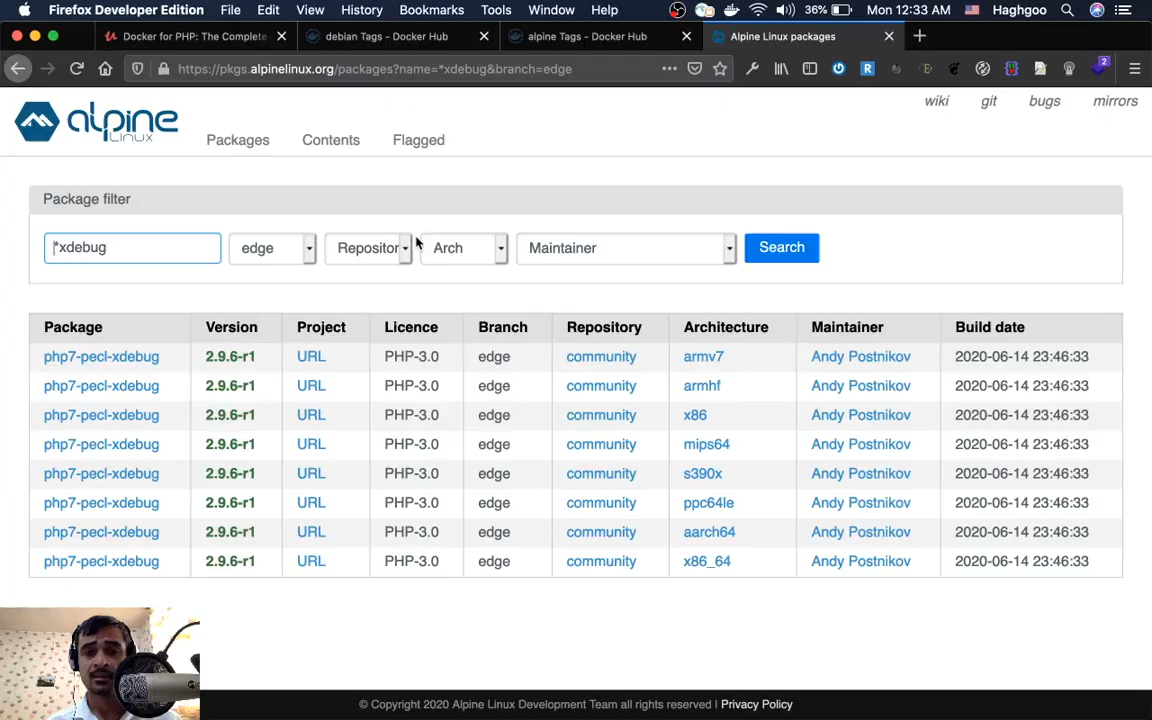 Firefox Developer Edition File Edit View History Bookmarks Tools Window Help 36% Mon 12:33 AM Haghgoo
Docker for PHP: The Complete debian Tags - Docker Hub alpine Tags - Docker Hub Alpine Linux packages
https://pkgs.alpinelinux.org/packages?name=*xdebug&branch=edge R 2
wiki git bugs mirrors
alpine LINUX Packages Contents Flagged
Package filter
*xdebug edge Repositor Arch Maintainer Search
Package Version Project Licence Branch Repository Architecture Maintainer Build date
php7-pecl-xdebug 2.9.6-r1 URL PHP-3.0 edge community armv7 Andy Postnikov 2020-06-14 23:46:33
php7-pecl-xdebug 2.9.6-r1 URL PHP-3.0 edge community armhf Andy Postnikov 2020-06-14 23:46:33
php7-pecl-xdebug 2.9.6-r1 URL PHP-3.0 edge community x86 Andy Postnikov 2020-06-14 23:46:33
php7-pecl-xdebug 2.9.6-r1 URL PHP-3.0 edge community mips64 Andy Postnikov 2020-06-14 23:46:33
php7-pecl-xdebug 2.9.6-r1 URL PHP-3.0 edge community s390x Andy Postnikov 2020-06-14 23:46:33
php7-pecl-xdebug 2.9.6-r1 URL PHP-3.0 edge community ppc64le Andy Postnikov 2020-06-14 23:46:33
php7-pecl-xdebug 2.9.6-r1 URL PHP-3.0 edge community aarch64 Andy Postnikov 2020-06-14 23:46:33
php7-pecl-xdebug 2.9.6-r1 URL PHP-3.0 edge community x86_64 Andy Postnikov 2020-06-14 23:46:33
© Copyright 2020 Alpine Linux Development Team all rights reserved | Privacy Policy